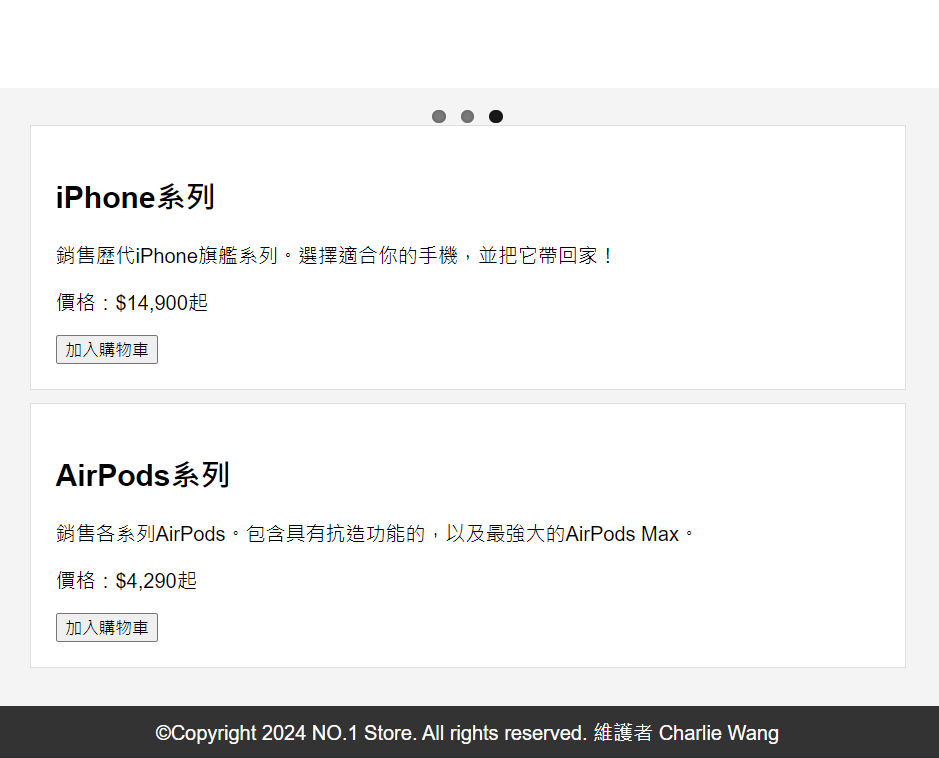 iPhone系列
銷售歷代iPhone旗艦系列。選擇適合你的手機，並把它帶回家！
價格：$14,900起
加入購物車
AirPods系列
銷售各系列AirPods。包含具有抗造功能的，以及最強大的AirPods Max。
價格：$4,290起
加入購物車
©Copyright 2024 NO.1 Store. All rights reserved. 維護者 Charlie Wang